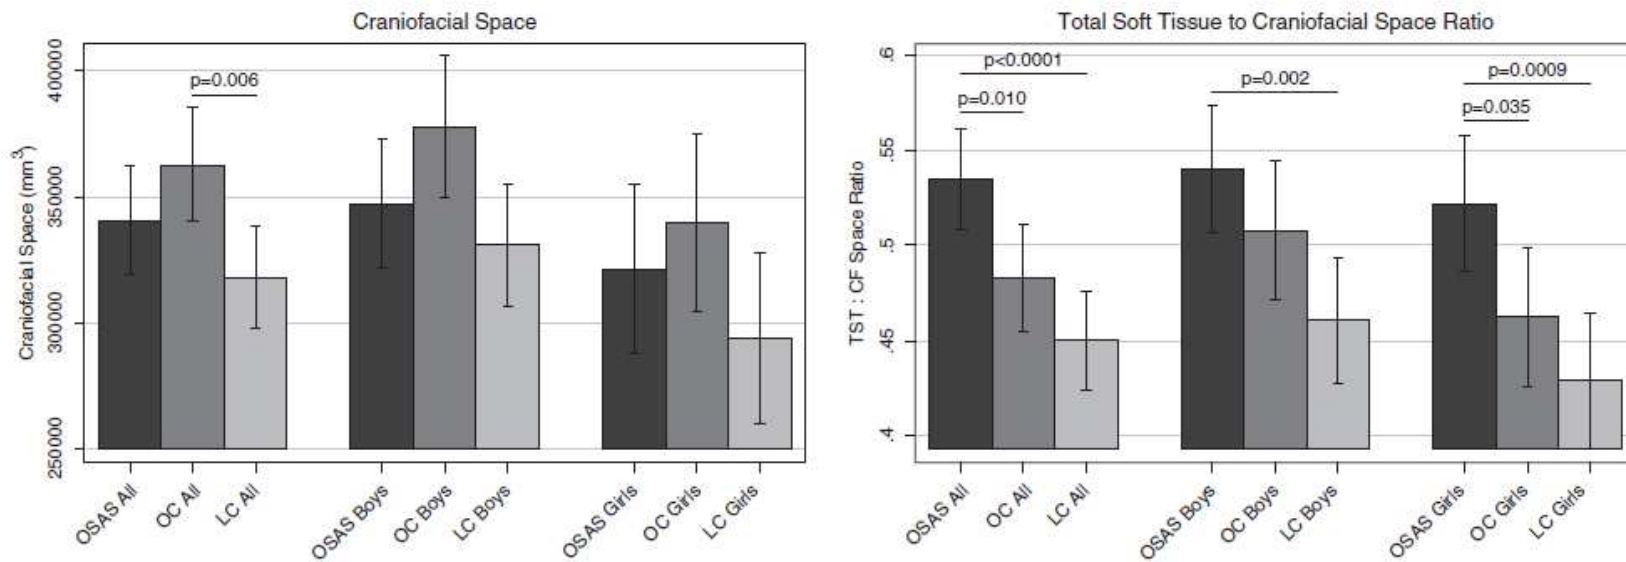 Craniofacial Space
Craniofacial Space (mm³)
400000
350000
300000
250000
p=0.006
OSAS All
OC All
LC All
OSAS Boys
OC Boys
LC Boys
OSAS Girls
OC Girls
LC Girls
Total Soft Tissue to Craniofacial Space Ratio
TST : CF Space Ratio
.6
.55
.5
.45
.4
p<0.0001
p=0.010
p=0.002
p=0.0009
p=0.035
OSAS All
OC All
LC All
OSAS Boys
OC Boys
LC Boys
OSAS Girls
OC Girls
LC Girls